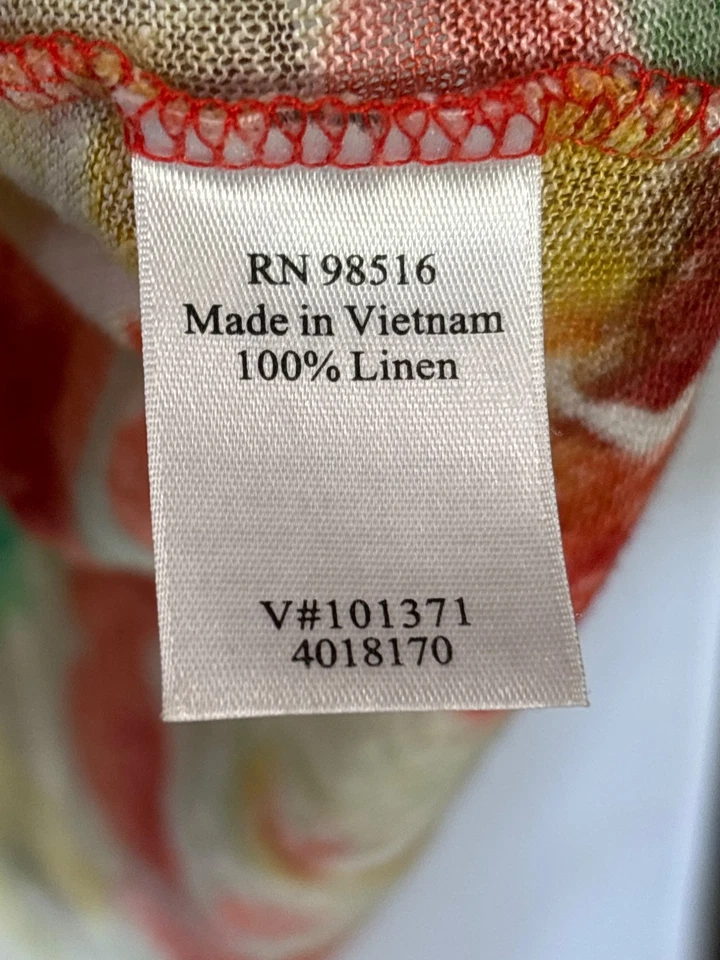 RN 98516
Made in Vietnam
100% Linen
V#101371
4018170